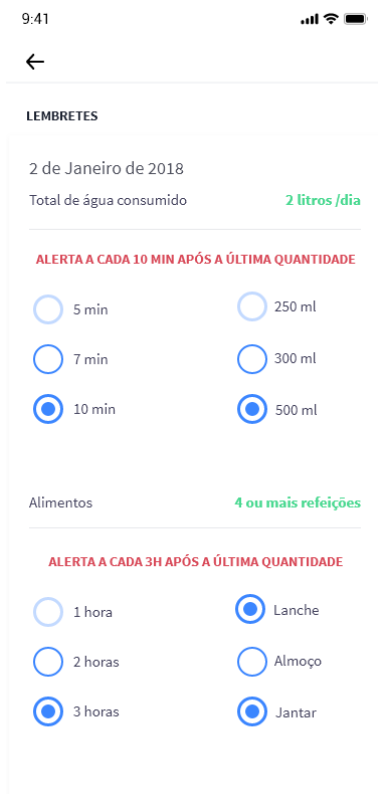 9:41
LEMBRETES
2 de Janeiro de 2018
Total de água consumido 2 litros /dia
ALERTA A CADA 10 MIN APÓS A ÚLTIMA QUANTIDADE
5 min 250 ml
7 min 300 ml
10 min 500 ml
Alimentos 4 ou mais refeições
ALERTA A CADA 3H APÓS A ÚLTIMA QUANTIDADE
1 hora Lanche
2 horas Almoço
3 horas Jantar